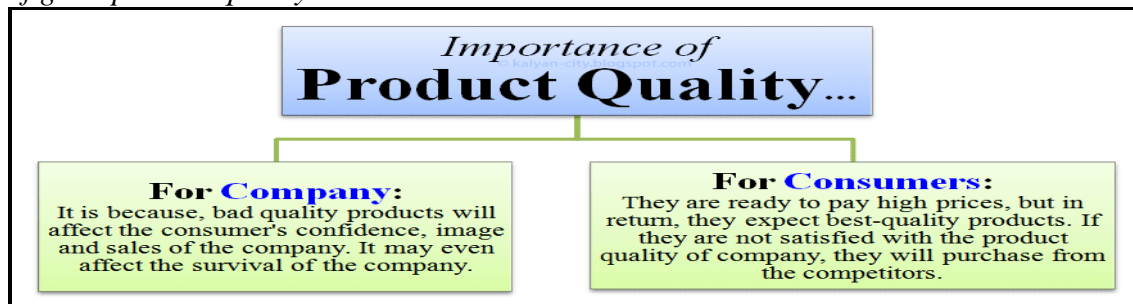 Importance of
© kalyan-city.blogspot.com
Product Quality...
For Company:
It is because, bad quality products will
affect the consumer's confidence, image
and sales of the company. It may even
affect the survival of the company.
For Consumers:
They are ready to pay high prices, but in
return, they expect best-quality products. If
they are not satisfied with the product
quality of company, they will purchase from
the competitors.